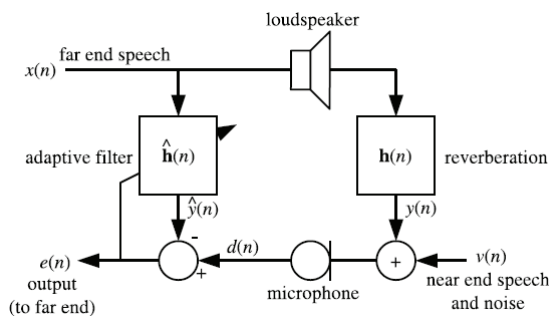 loudspeaker
far end speech
x(n)
adaptive filter
ĥ(n)
h(n)
reverberation
ŷ(n)
y(n)
-
d(n)
e(n)
+
+
v(n)
output
(to far end)
microphone
near end speech
and noise